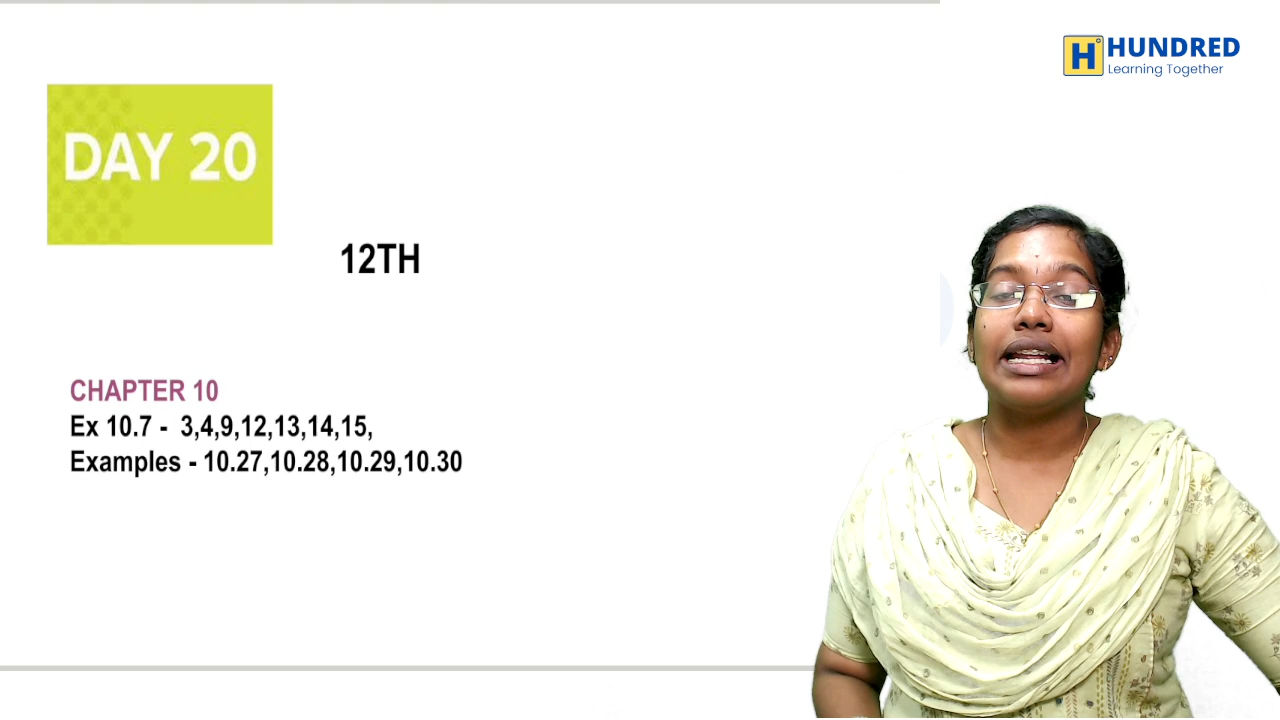 HUNDRED
Learning Together
DAY 20
12TH
CHAPTER 10
Ex 10.7 - 3,4,9,12,13,14,15,
Examples - 10.27,10.28,10.29,10.30